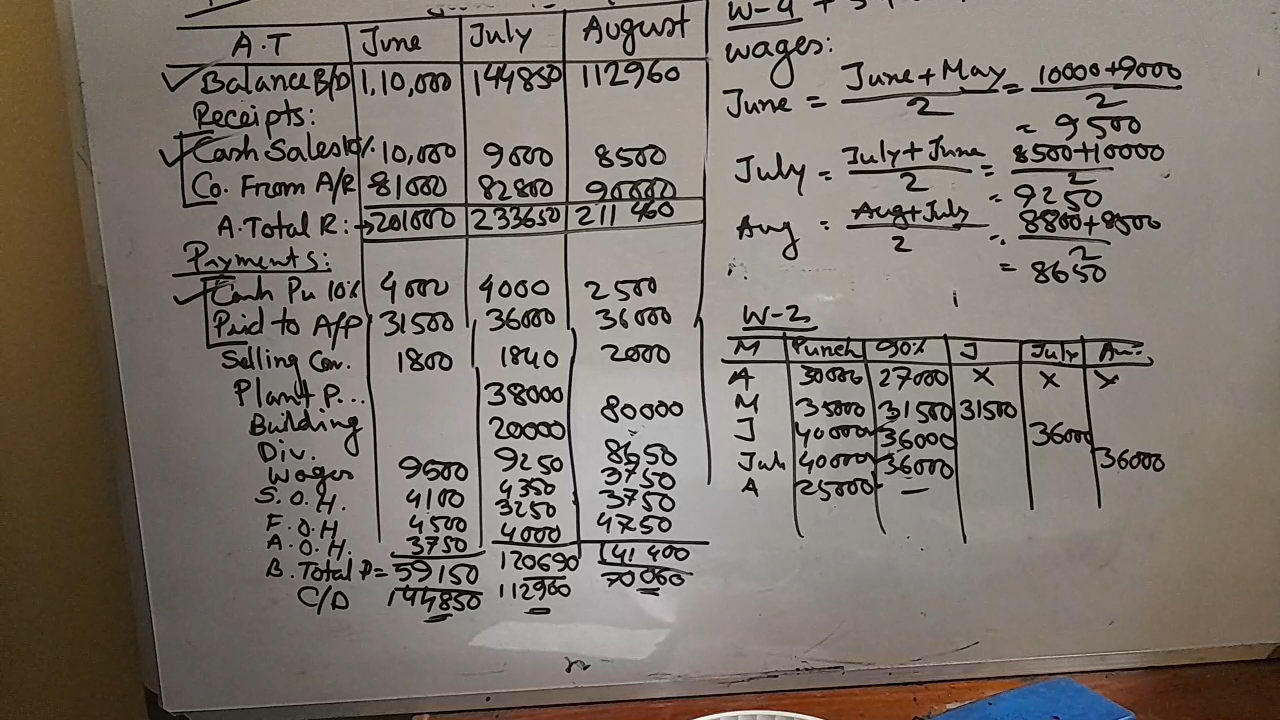 A.T June July August
Balance B/D 1,10,000 144850 112960
Receipts:
Cash Sales 10% 10,000 9000 8500
Co. From A/R 81000 82800 90000
A. Total R: → 201000 233650 211460
Payments:
Cash Pu 10% 4000 4000 2500
Paid to A/P 31500 36000 36000
Selling Com. 1800 1840 2000
Plant P... 38000
Building 80000
Div. 20000
Wages 9500 9250 8650
S.O.H. 4100 4350 3750
F.O.H. 4500 3250 3750
A.O.H. 3750 4000 4750
B. Total P= 59150 120690 141400
C/D 144850 112960 70060
W-4
Wages:
June = June+May / 2 = 10000+9000 / 2
= 9500
July = July+June / 2 = 8500+10000 / 2
= 9250
Aug = Aug+July / 2 = 8800+8500 / 2
= 8650
W-2
M Purch 90% J July Au..
A 30000 27000 X X X
M 35000 31500 31500
J 40000 36000 36000
Jul 40000 36000 36000
A 25000 —